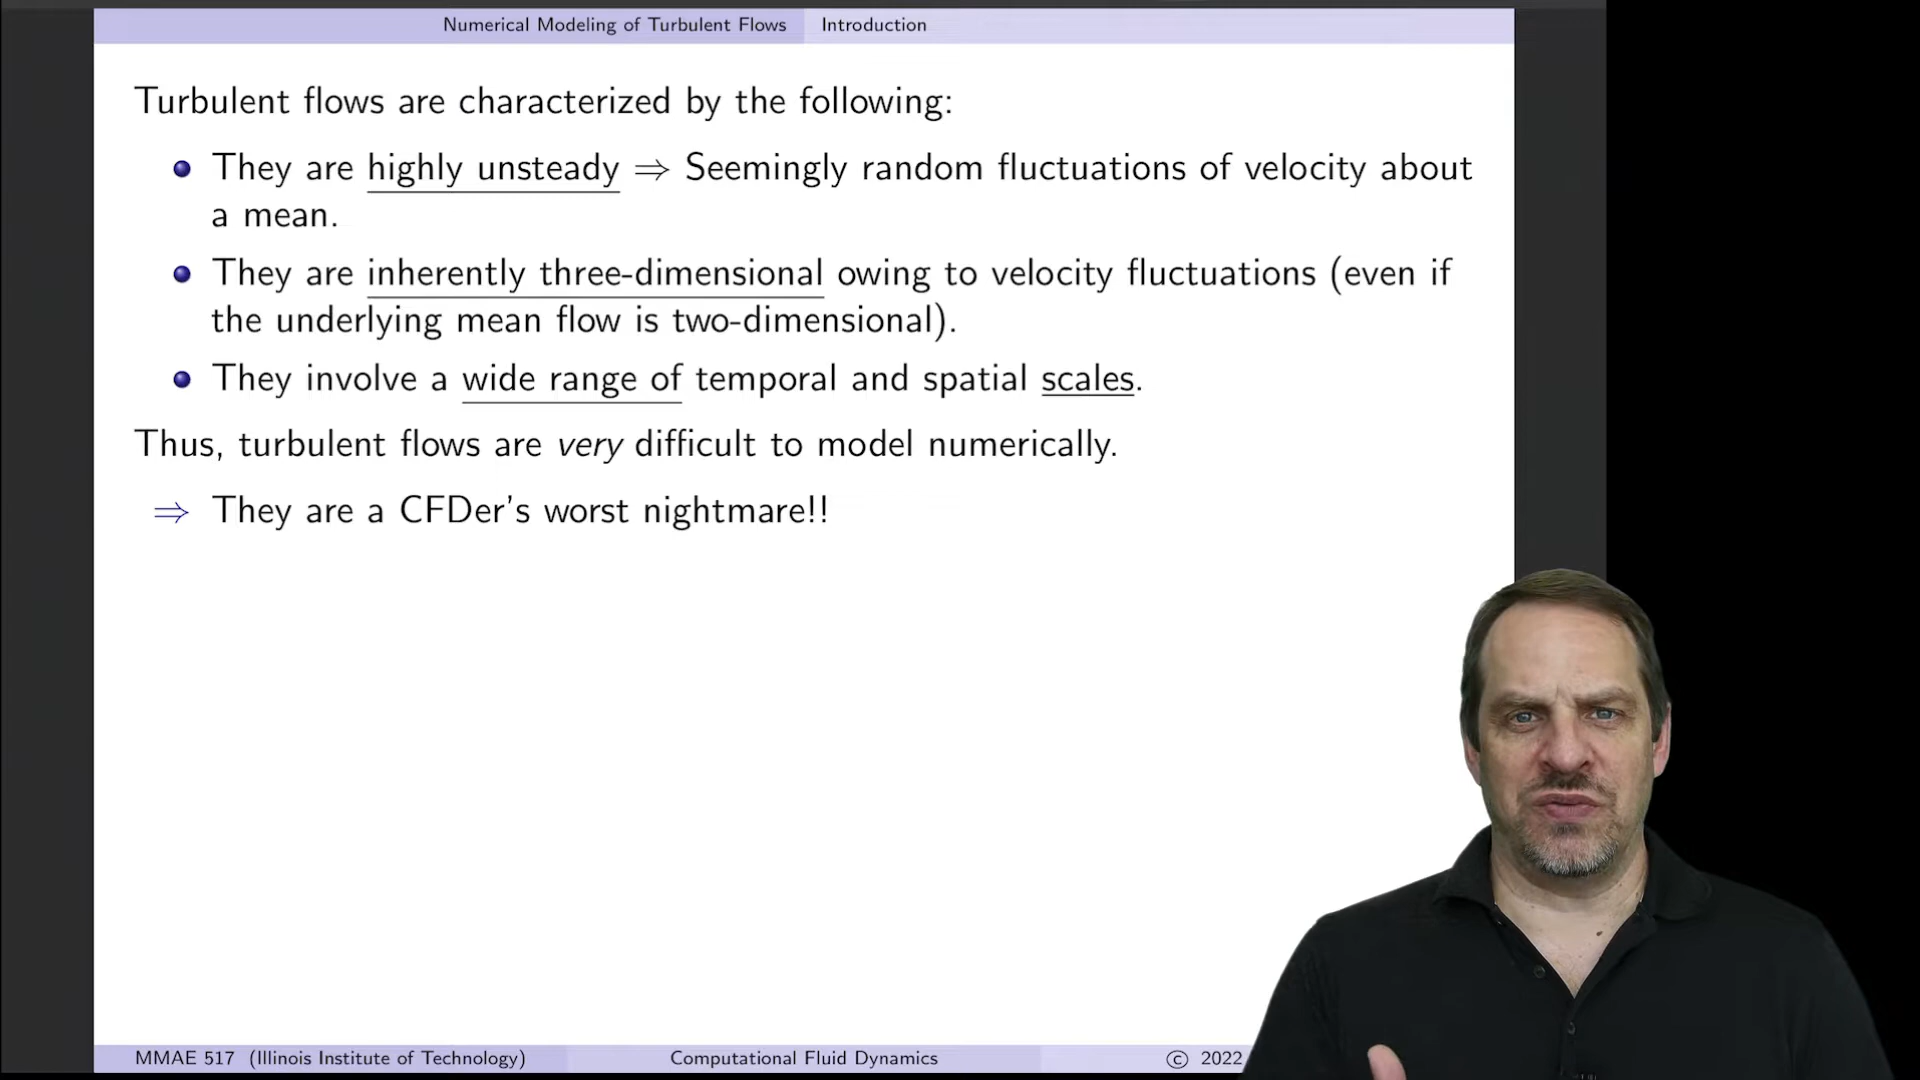 Numerical Modeling of Turbulent Flows Introduction
Turbulent flows are characterized by the following:
They are highly unsteady ⇒ Seemingly random fluctuations of velocity about
a mean.
They are inherently three-dimensional owing to velocity fluctuations (even if
the underlying mean flow is two-dimensional).
They involve a wide range of temporal and spatial scales.
Thus, turbulent flows are very difficult to model numerically.
⇒ They are a CFDer's worst nightmare!!
MMAE 517 (Illinois Institute of Technology) Computational Fluid Dynamics © 2022